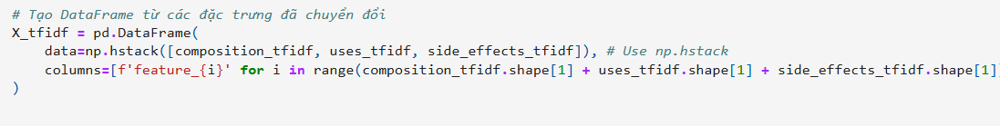 # Tạo DataFrame từ các đặc trưng đã chuyển đổi
X_tfidf = pd.DataFrame(
    data=np.hstack([composition_tfidf, uses_tfidf, side_effects_tfidf]), # Use np.hstack
    columns=[f'feature_{i}' for i in range(composition_tfidf.shape[1] + uses_tfidf.shape[1] + side_effects_tfidf.shape[1]
)